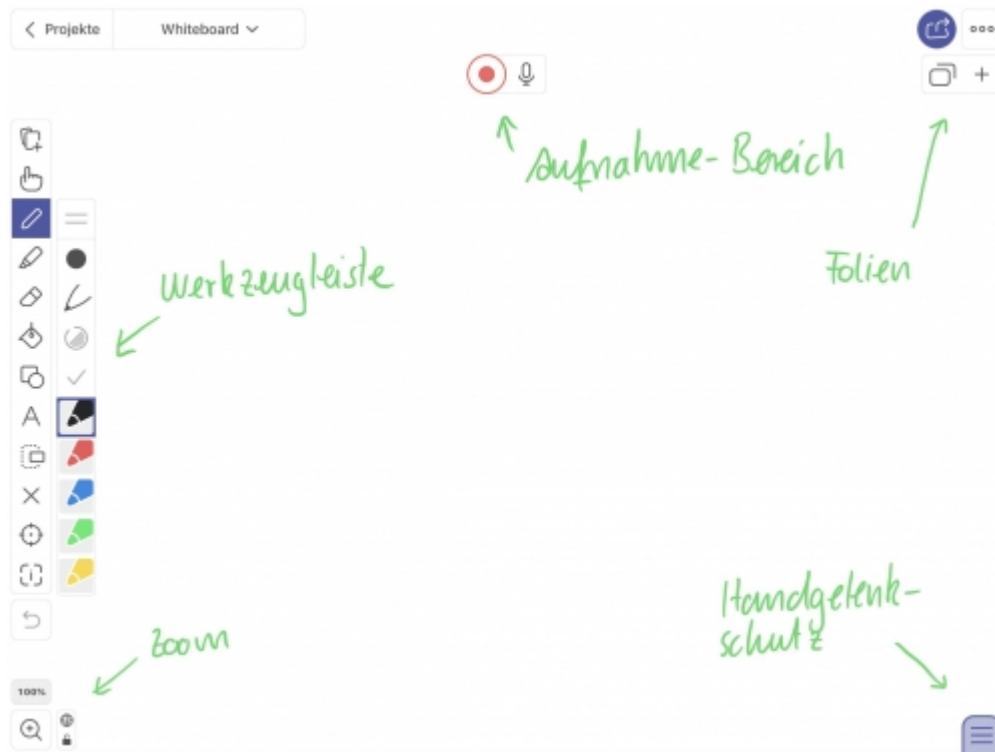 Projekte
Whiteboard
Aufnahme-Bereich
Folien
Werkzeugleiste
A
Handgelenk-
schutz
Zoom
100%